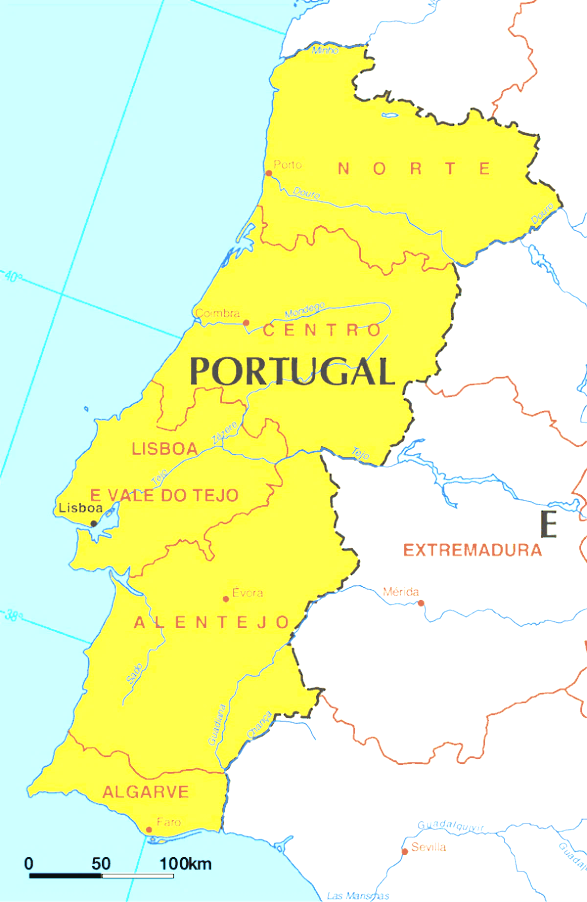 Minho
Porto
NORTE
Douro
Douro
40°
Coimbra
Mondego
CENTRO
PORTUGAL
Zêzere
LISBOA
Tejo
Tejo
E VALE DO TEJO
Lisboa
E
EXTREMADURA
Évora
Mérida
38°
ALENTEJO
Sado
Guadiana
Chança
ALGARVE
Faro
Guadalquivir
Sevilla
0 50 100km
Las Marismas